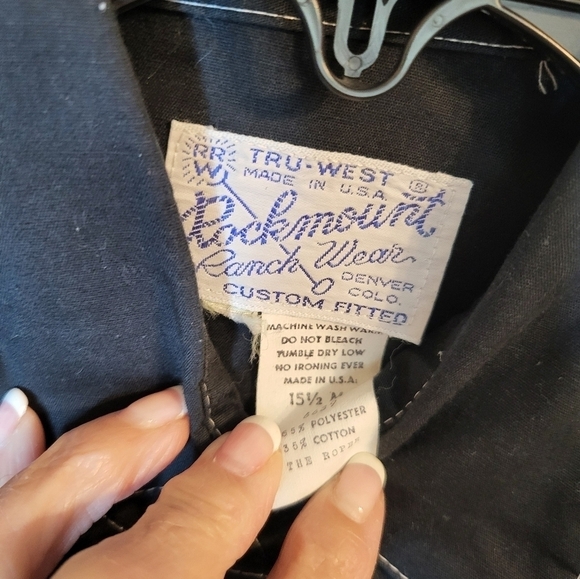 RR
W
TRU-WEST
MADE IN U.S.A. ®
Rockmount
Ranch Wear
DENVER
COLO.
CUSTOM FITTED
MACHINE WASH WARM
DO NOT BLEACH
TUMBLE DRY LOW
NO IRONING EVER
MADE IN U.S.A.
15½
65% POLYESTER
35% COTTON
THE